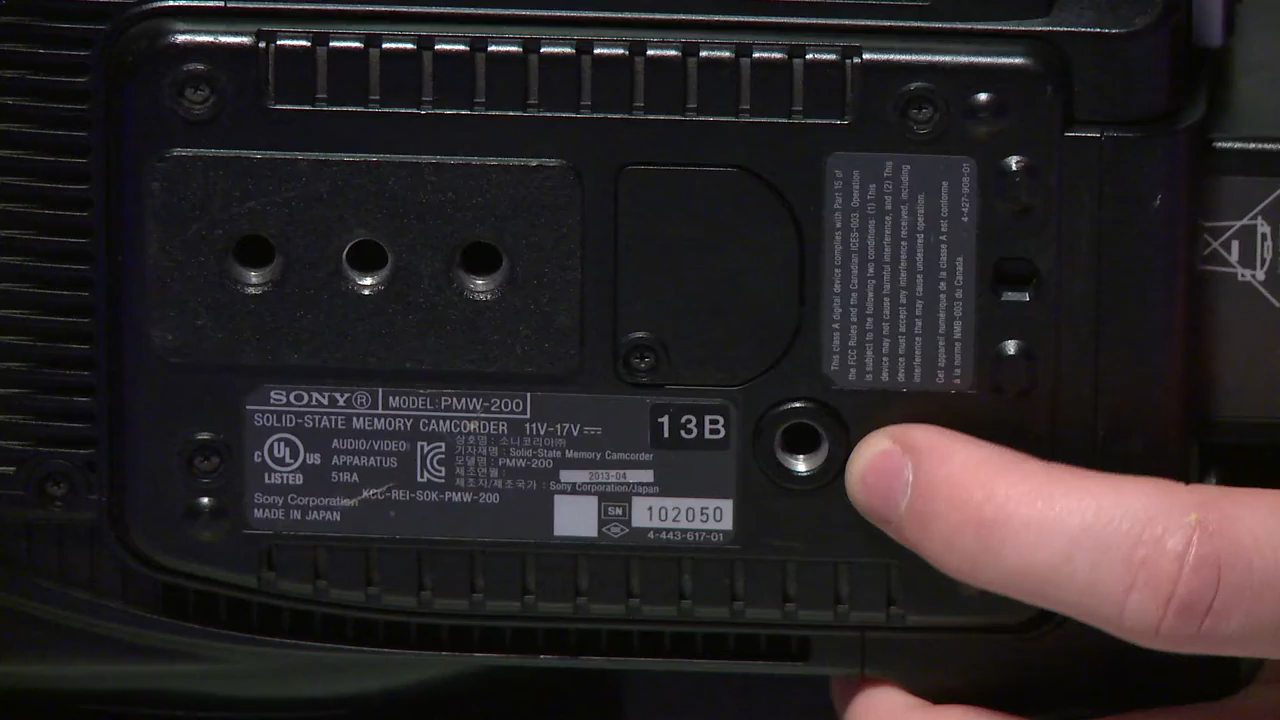 SONY® MODEL:PMW-200
SOLID-STATE MEMORY CAMCORDER 11V-17V
13B
C UL US
LISTED
AUDIO/VIDEO
APPARATUS
51RA
상호명 : 소니코리아㈜
기자재명 : Solid-State Memory Camcorder
모델명 : PMW-200
제조연월 : 2013-04
제조자/제조국가 : Sony Corporation/Japan
Sony Corporation KCC-REI-SOK-PMW-200
MADE IN JAPAN
SN 102050
4-443-617-01
This class A digital device complies with Part 15 of
the FCC Rules and the Canadian ICES-003. Operation
is subject to the following two conditions: (1) This
device may not cause harmful interference, and (2) This
device must accept any interference received, including
interference that may cause undesired operation.
Cet appareil numérique de la classe A est conforme
à la norme NMB-003 du Canada.
4-427-908-01